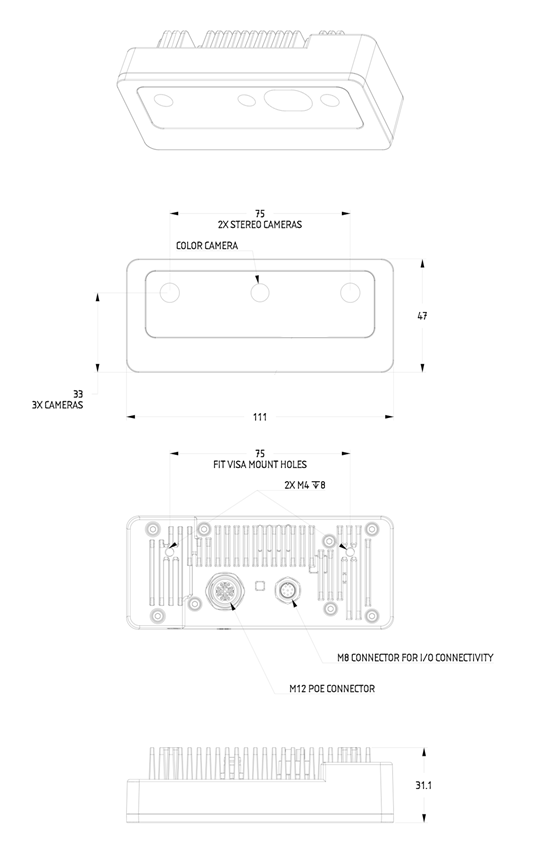 75
2X STEREO CAMERAS
COLOR CAMERA
47
33
3X CAMERAS
111
75
FIT VISA MOUNT HOLES
2X M4 ↧8
M8 CONNECTOR FOR I/O CONNECTIVITY
M12 POE CONNECTOR
31.1